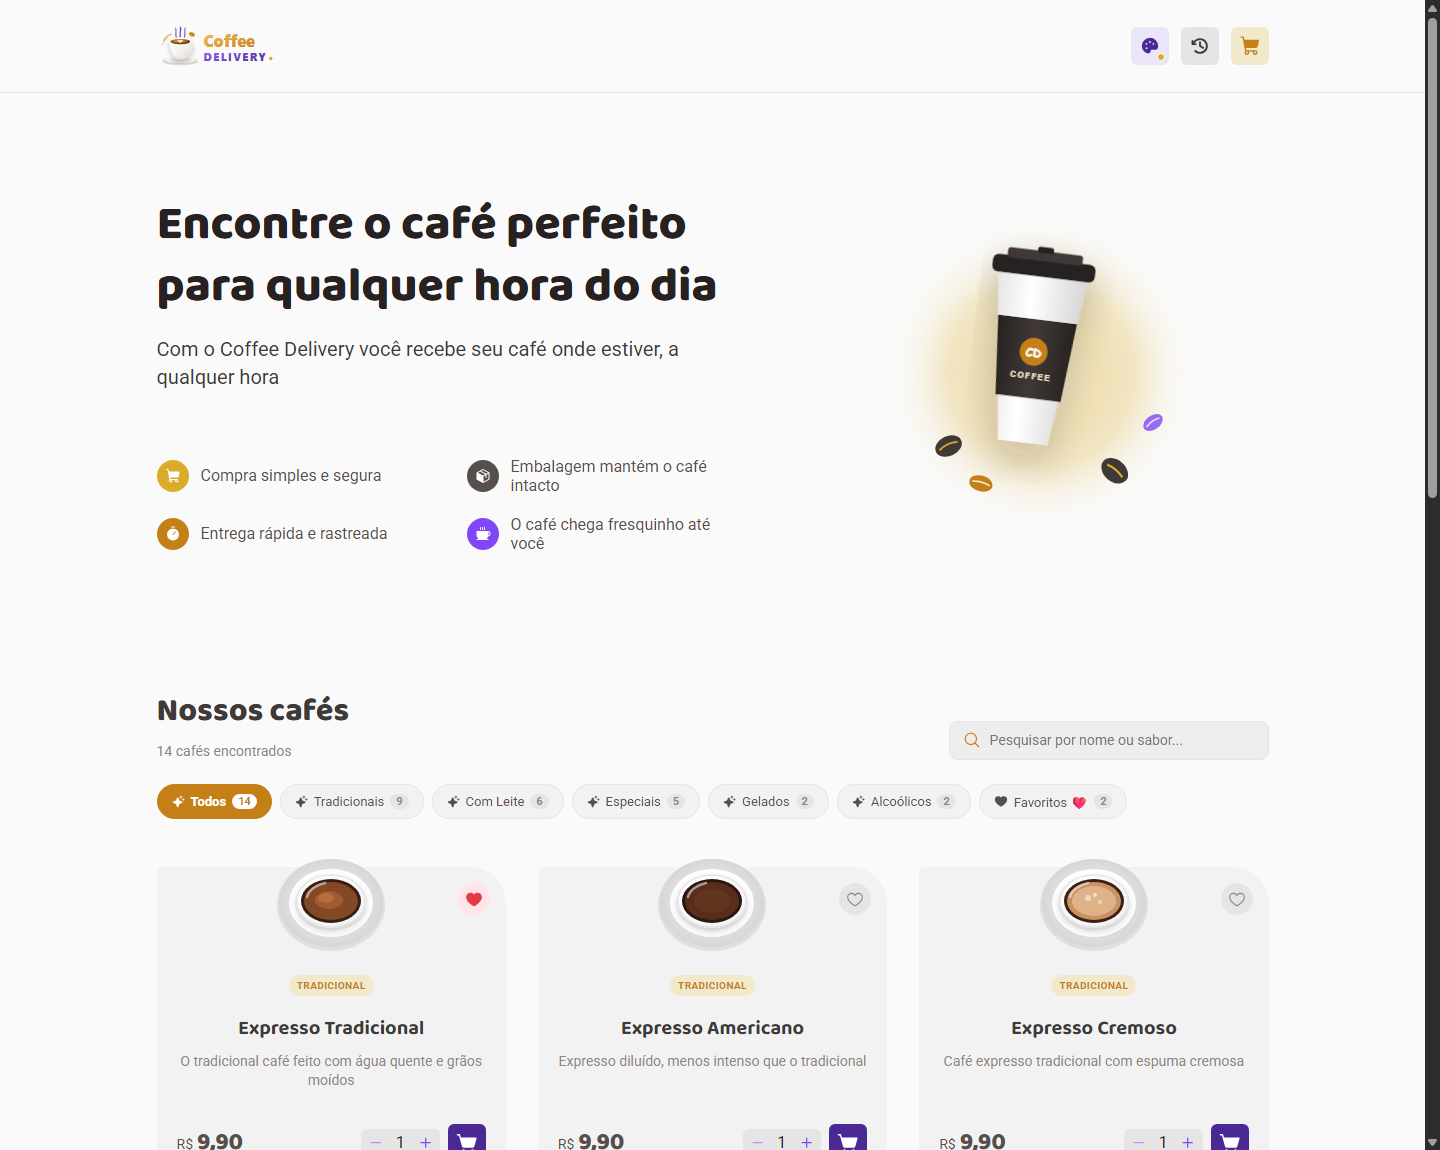 Coffee
DELIVERY.
Encontre o café perfeito
para qualquer hora do dia
Com o Coffee Delivery você recebe seu café onde estiver, a
qualquer hora
Compra simples e segura
Embalagem mantém o café
intacto
Entrega rápida e rastreada
O café chega fresquinho até
você
CD
COFFEE
Nossos cafés
14 cafés encontrados
Pesquisar por nome ou sabor...
Todos 14
Tradicionais 9
Com Leite 6
Especiais 5
Gelados 2
Alcoólicos 2
Favoritos 2
TRADICIONAL
Expresso Tradicional
O tradicional café feito com água quente e grãos
moídos
R$ 9,90
− 1 +
TRADICIONAL
Expresso Americano
Expresso diluído, menos intenso que o tradicional
R$ 9,90
− 1 +
TRADICIONAL
Expresso Cremoso
Café expresso tradicional com espuma cremosa
R$ 9,90
− 1 +